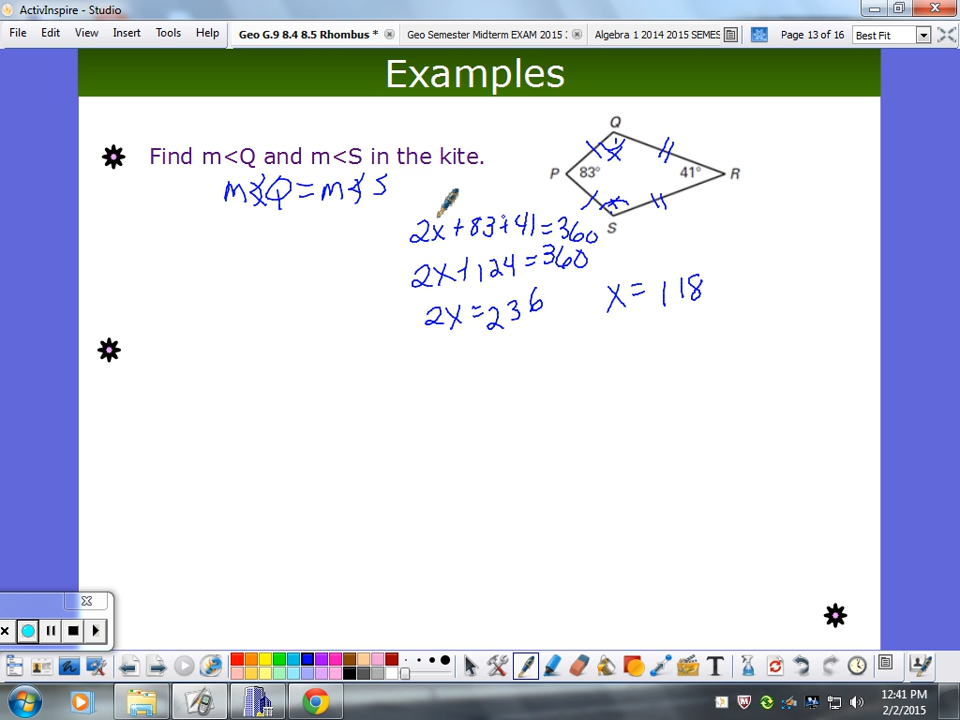 ActivInspire - Studio
File Edit View Insert Tools Help
Geo G.9 8.4 8.5 Rhombus *
Geo Semester Midterm EXAM 2015 2
Algebra 1 2014 2015 SEMES
Page 13 of 16
Best Fit
Examples
Find m<Q and m<S in the kite.
m∠Q = m∠S
Q
P 83° 41° R
S
x
x
2x + 83 + 41 = 360
2x + 124 = 360
2x = 236
x = 118
12:41 PM
2/2/2015